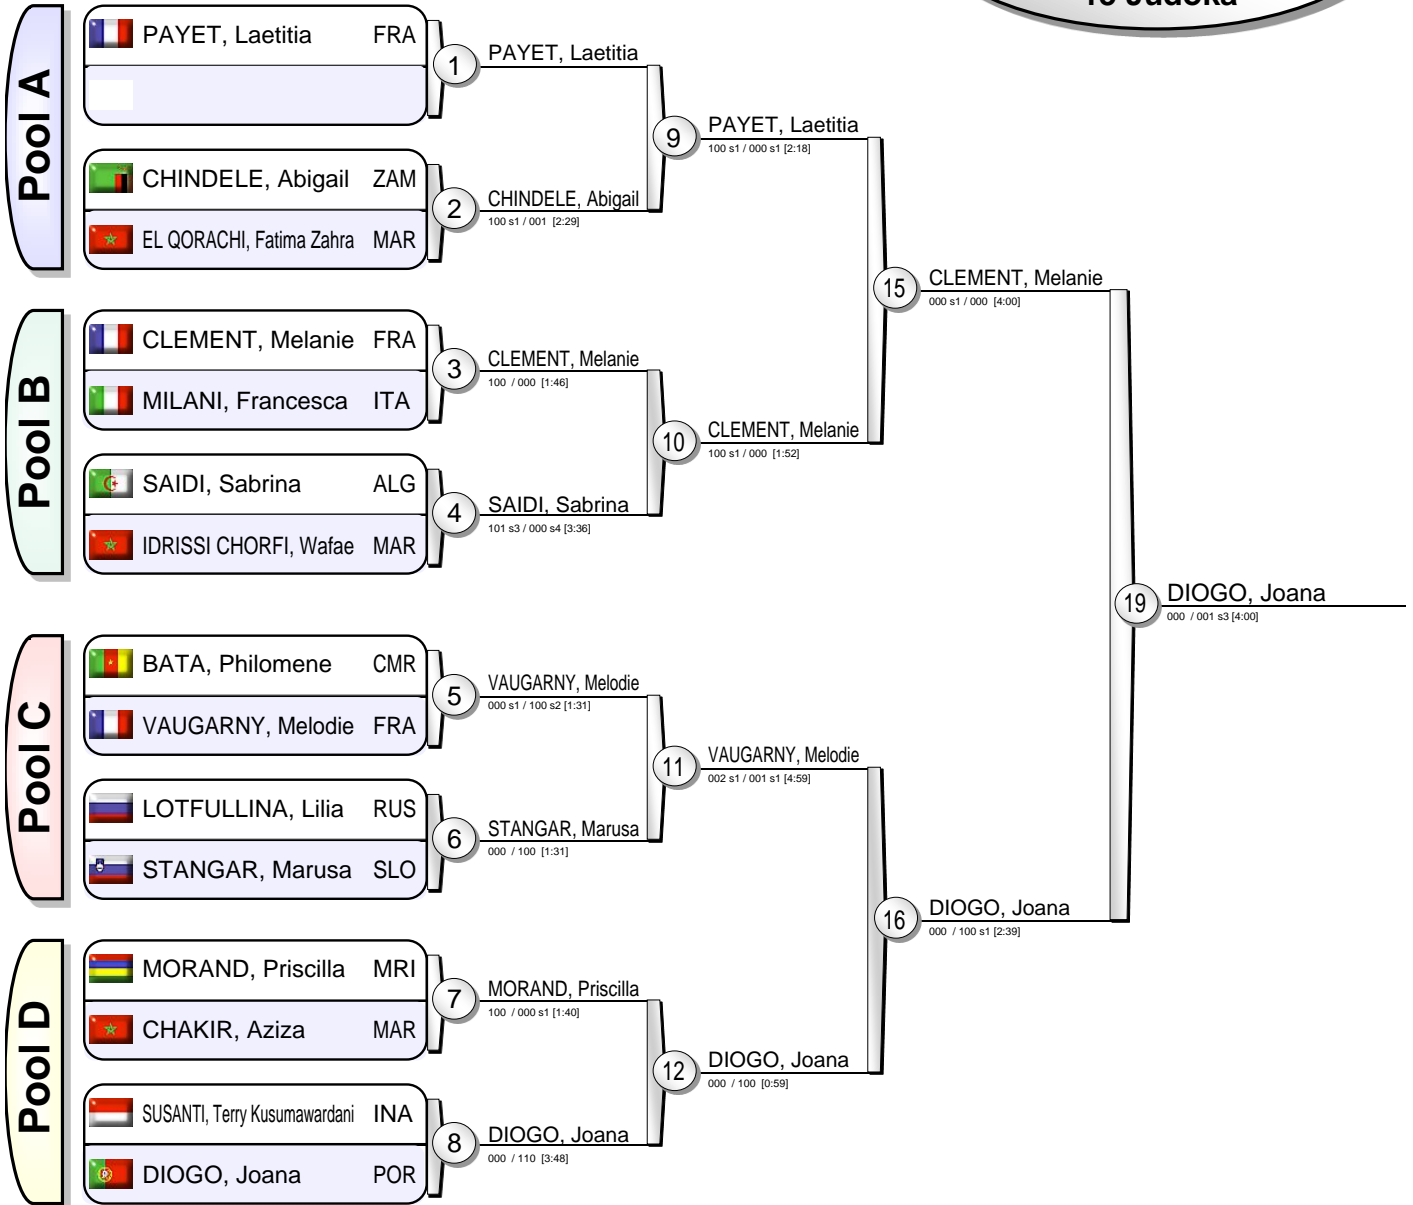 15 Judoka
Pool A
PAYET, Laetitia FRA
CHINDELE, Abigail ZAM
EL QORACHI, Fatima Zahra MAR
Pool B
CLEMENT, Melanie FRA
MILANI, Francesca ITA
SAIDI, Sabrina ALG
IDRISSI CHORFI, Wafae MAR
Pool C
BATA, Philomene CMR
VAUGARNY, Melodie FRA
LOTFULLINA, Lilia RUS
STANGAR, Marusa SLO
Pool D
MORAND, Priscilla MRI
CHAKIR, Aziza MAR
SUSANTI, Terry Kusumawardani INA
DIOGO, Joana POR
1
PAYET, Laetitia
2
CHINDELE, Abigail
100 s1 / 001 [2:29]
3
CLEMENT, Melanie
100 / 000 [1:46]
4
SAIDI, Sabrina
101 s3 / 000 s4 [3:36]
5
VAUGARNY, Melodie
000 s1 / 100 s2 [1:31]
6
STANGAR, Marusa
000 / 100 [1:31]
7
MORAND, Priscilla
100 / 000 s1 [1:40]
8
DIOGO, Joana
000 / 110 [3:48]
9
PAYET, Laetitia
100 s1 / 000 s1 [2:18]
10
CLEMENT, Melanie
100 s1 / 000 [1:52]
11
VAUGARNY, Melodie
002 s1 / 001 s1 [4:59]
12
DIOGO, Joana
000 / 100 [0:59]
15
CLEMENT, Melanie
000 s1 / 000 [4:00]
16
DIOGO, Joana
000 / 100 s1 [2:39]
19
DIOGO, Joana
000 / 001 s3 [4:00]